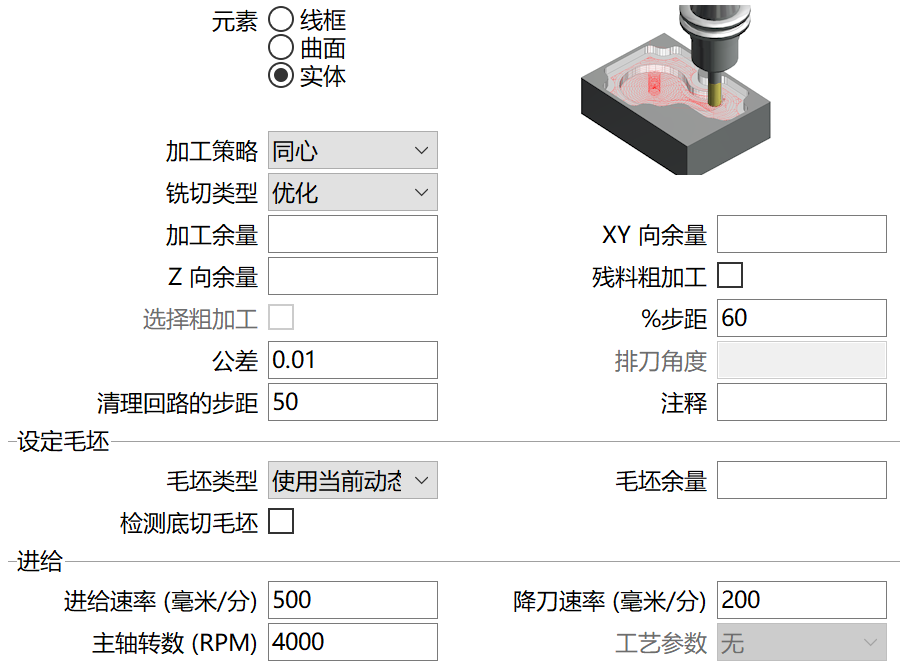 元素 线框
曲面
实体
加工策略 同心
铣切类型 优化
加工余量 XY 向余量
Z 向余量 残料粗加工
选择粗加工 %步距 60
公差 0.01 排刀角度
清理回路的步距 50 注释
设定毛坯
毛坯类型 使用当前动态 毛坯余量
检测底切毛坯
进给
进给速率 (毫米/分) 500 降刀速率 (毫米/分) 200
主轴转数 (RPM) 4000 工艺参数 无